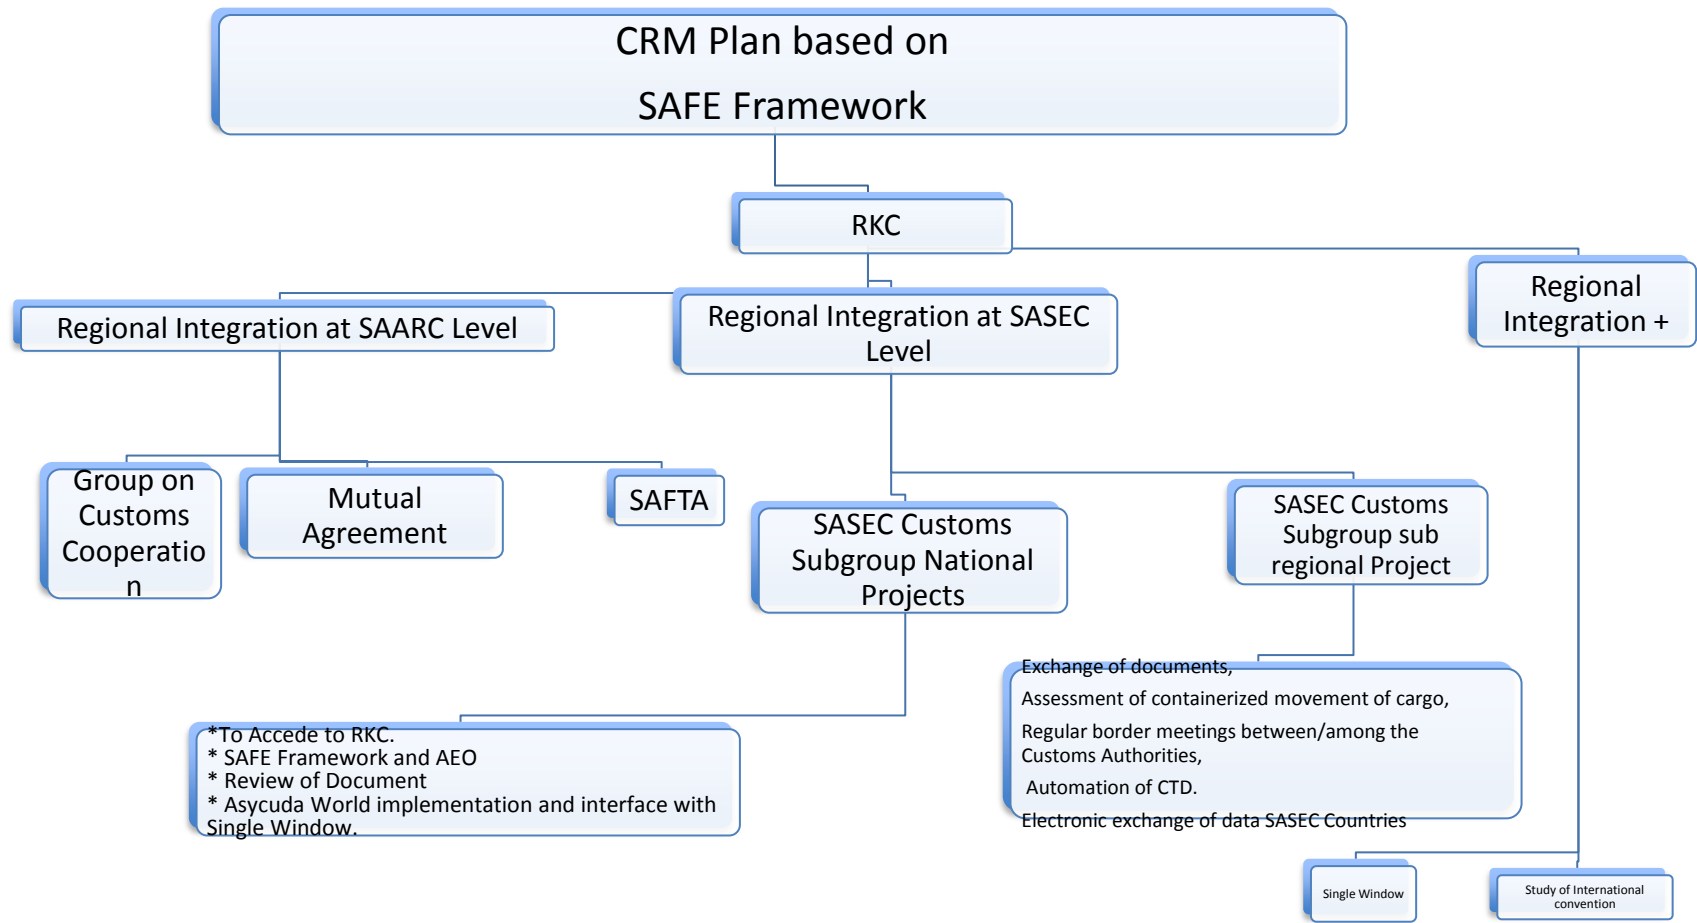 CRM Plan based on
SAFE Framework
RKC
Regional Integration at SAARC Level
Regional Integration at SASEC
Level
Regional
Integration +
Group on
Customs
Cooperatio
n
Mutual
Agreement
SAFTA
SASEC Customs
Subgroup National
Projects
SASEC Customs
Subgroup sub
regional Project
*To Accede to RKC.
* SAFE Framework and AEO
* Review of Document
* Asycuda World implementation and interface with
Single Window.
Exchange of documents,
Assessment of containerized movement of cargo,
Regular border meetings between/among the
Customs Authorities,
Automation of CTD.
Electronic exchange of data SASEC Countries
Single Window
Study of International
convention